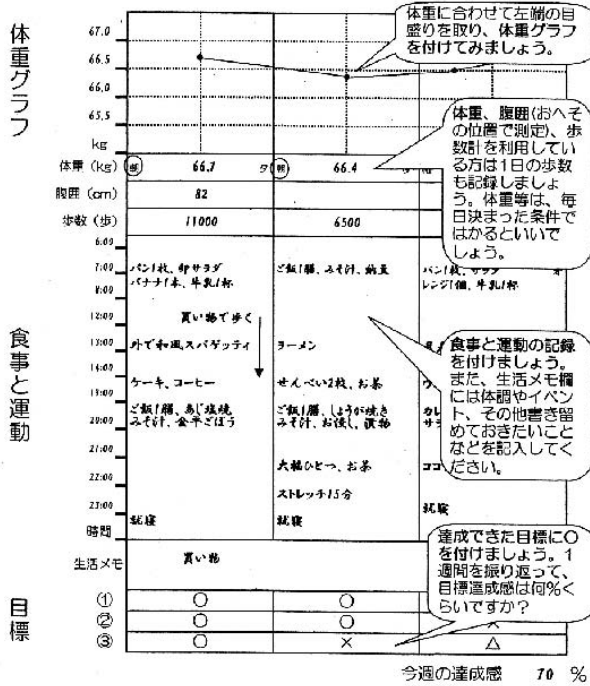 体重グラフ
67.0
66.5
66.0
65.5
kg
体重に合わせて左端の目
盛りを取り、体重グラフ
を付けてみましょう。
体重 (kg) 朝 66.7 夕 朝 66.4
腹囲 (cm) 82
歩数 (歩) 11000 6500
体重、腹囲(おへそ
の位置で測定)、歩
数計を利用してい
る方は1日の歩数
も記録しましょ
う。体重等は、毎
日決まった条件で
はかるといいで
しょう。
食事と運動
6:00
7:00 パン1枚、卵サラダ ご飯1膳、みそ汁、納豆 パン1枚、サラダ
バナナ1本、牛乳1杯 レンジ1個、牛乳1杯
買い物で歩く
外で和風スパゲッティ ラーメン
ケーキ、コーヒー せんべい2枚、お茶
ご飯1膳、あじ塩焼 ご飯1膳、しょうが焼き
20:00 みそ汁、金平ごぼう みそ汁、お浸し、漬物
21:00
大福ひとつ、お茶 ココ
22:00
ストレッチ15分
23:00 就寝 就寝 就寝
時間
食事と運動の記録
を付けましょう。
また、生活メモ欄
には体調やイベン
ト、その他書き留
めておきたいこと
などを記入してく
ださい。
生活メモ 買い物
達成できた目標に○
を付けましょう。1
週間を振り返って、
目標達成感は何%く
らいですか?
目標
① ○ ○
② ○ ○ ×
③ ○ × △
今週の達成感 70 %